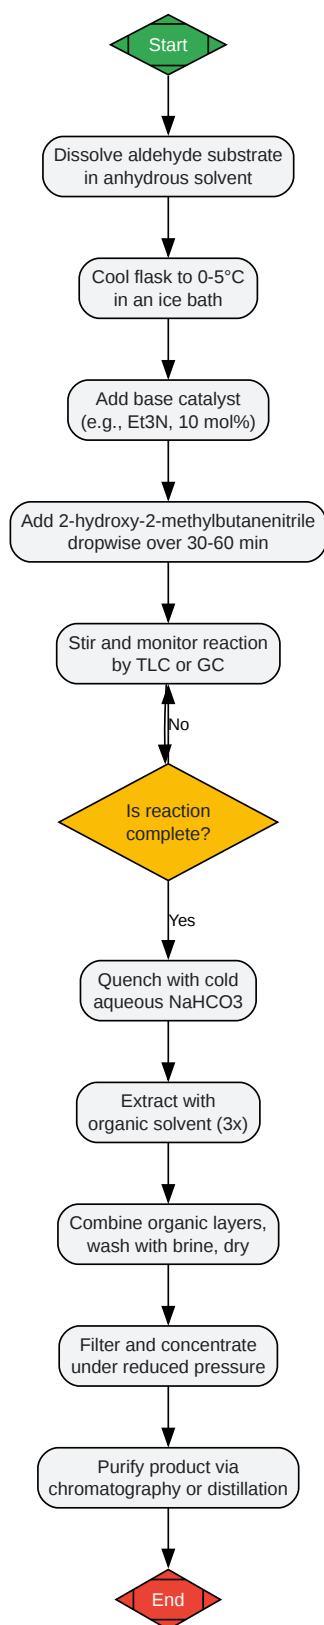 Start
Dissolve aldehyde substrate
in anhydrous solvent
Cool flask to 0-5°C
in an ice bath
Add base catalyst
(e.g., Et3N, 10 mol%)
Add 2-hydroxy-2-methylbutanenitrile
dropwise over 30-60 min
Stir and monitor reaction
by TLC or GC
No
Is reaction
complete?
Yes
Quench with cold
aqueous NaHCO3
Extract with
organic solvent (3x)
Combine organic layers,
wash with brine, dry
Filter and concentrate
under reduced pressure
Purify product via
chromatography or distillation
End